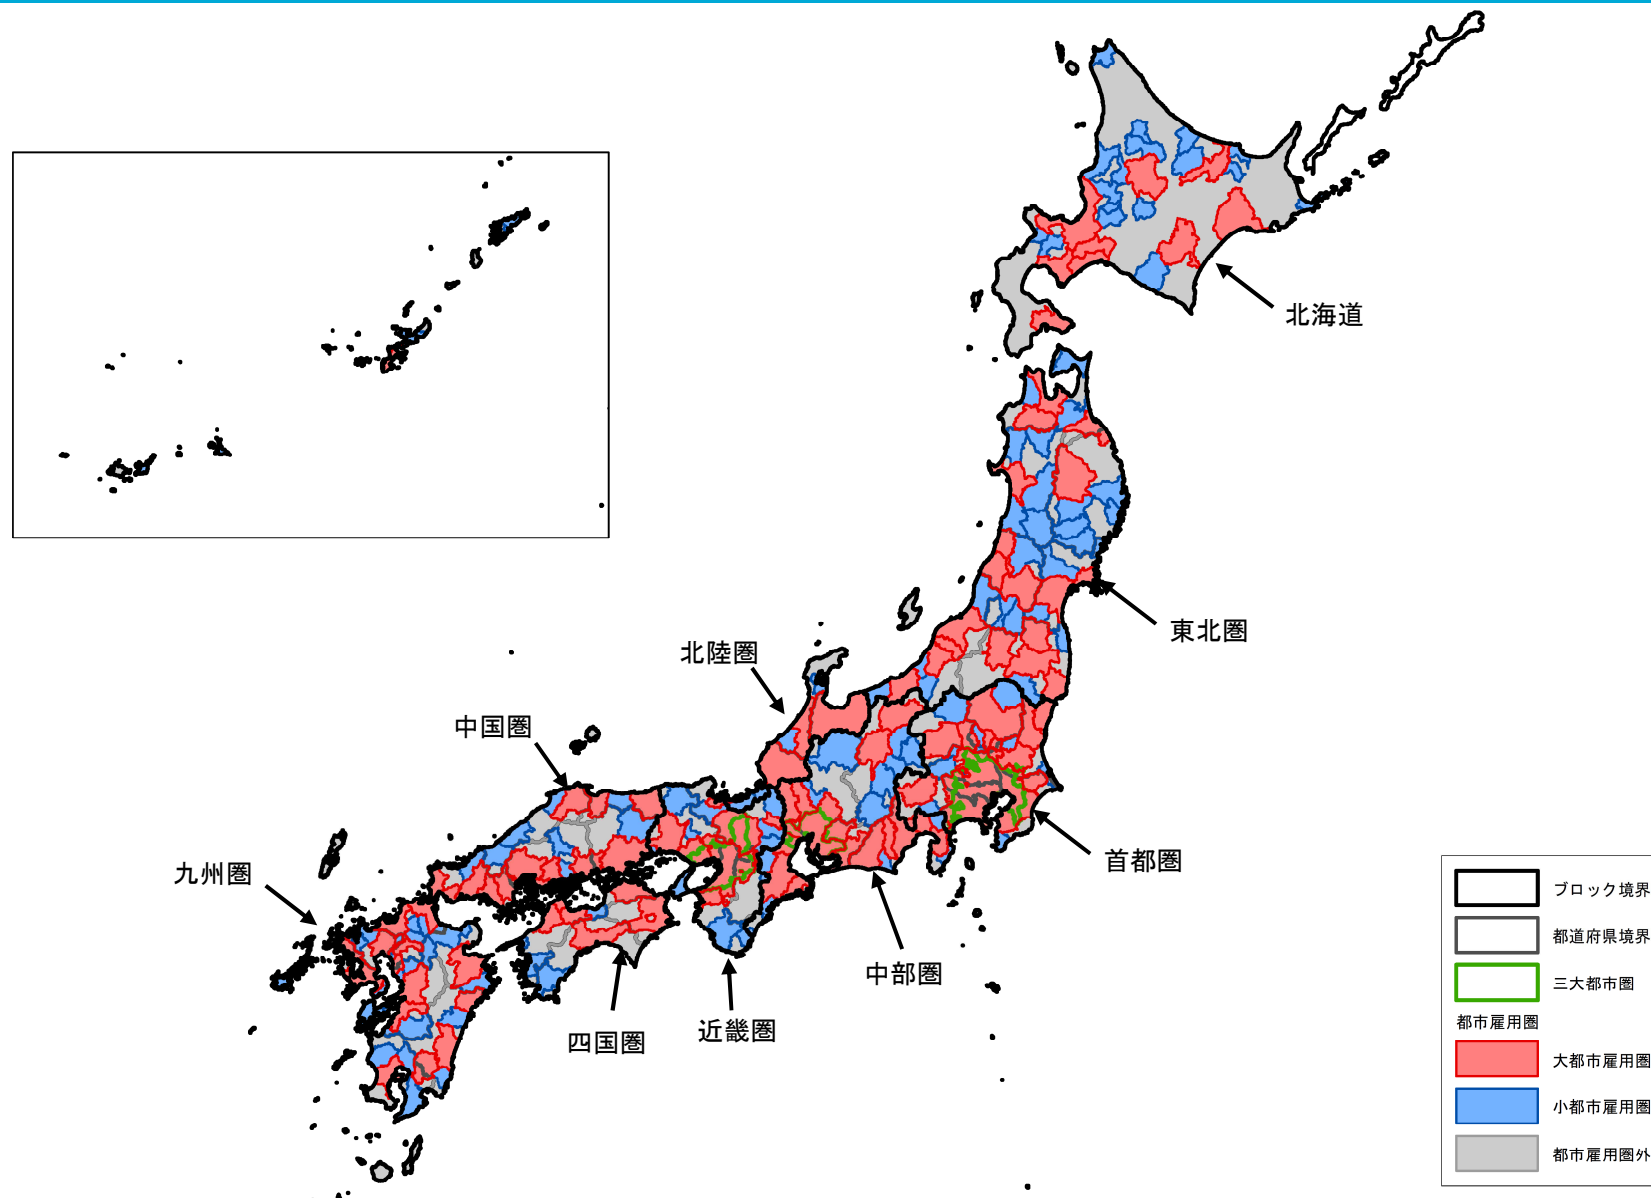 北海道
東北圏
北陸圏
中国圏
首都圏
九州圏
中部圏
近畿圏
四国圏
ブロック境界
都道府県境界
三大都市圏
都市雇用圏
大都市雇用圏
小都市雇用圏
都市雇用圏外